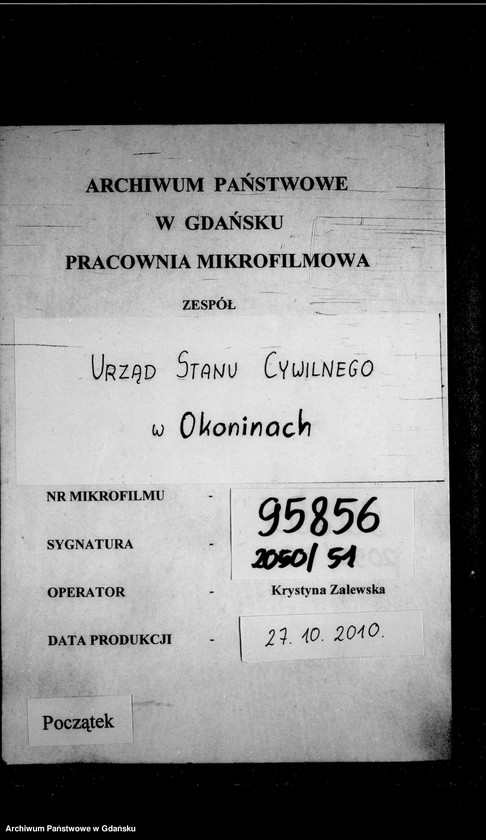 ARCHIWUM PAŃSTWOWE
W GDAŃSKU
PRACOWNIA MIKROFILMOWA
ZESPÓŁ
URZĄD STANU CYWILNEGO
w Okoninach
NR MIKROFILMU - 95856
SYGNATURA - 2050/51
OPERATOR - Krystyna Zalewska
DATA PRODUKCJI - 27.10.2010.
Początek
Archiwum Państwowe w Gdańsku